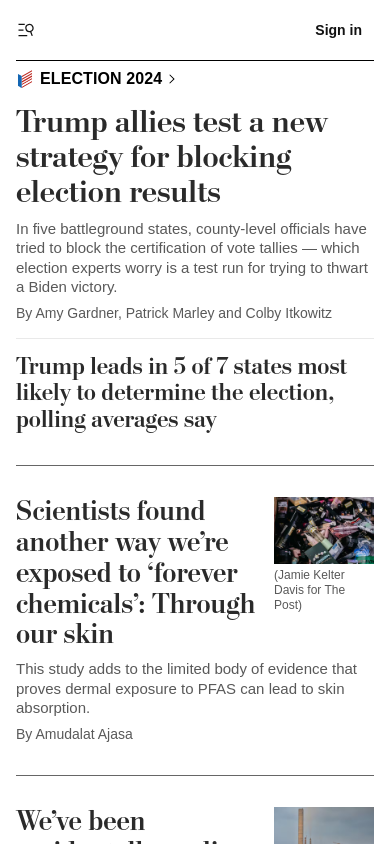 Sign in
ELECTION 2024
Trump allies test a new
strategy for blocking
election results
In five battleground states, county-level officials have
tried to block the certification of vote tallies — which
election experts worry is a test run for trying to thwart
a Biden victory.
By Amy Gardner, Patrick Marley and Colby Itkowitz
Trump leads in 5 of 7 states most
likely to determine the election,
polling averages say
Scientists found
another way we’re
exposed to ‘forever
chemicals’: Through
our skin
(Jamie Kelter
Davis for The
Post)
This study adds to the limited body of evidence that
proves dermal exposure to PFAS can lead to skin
absorption.
By Amudalat Ajasa
We’ve been